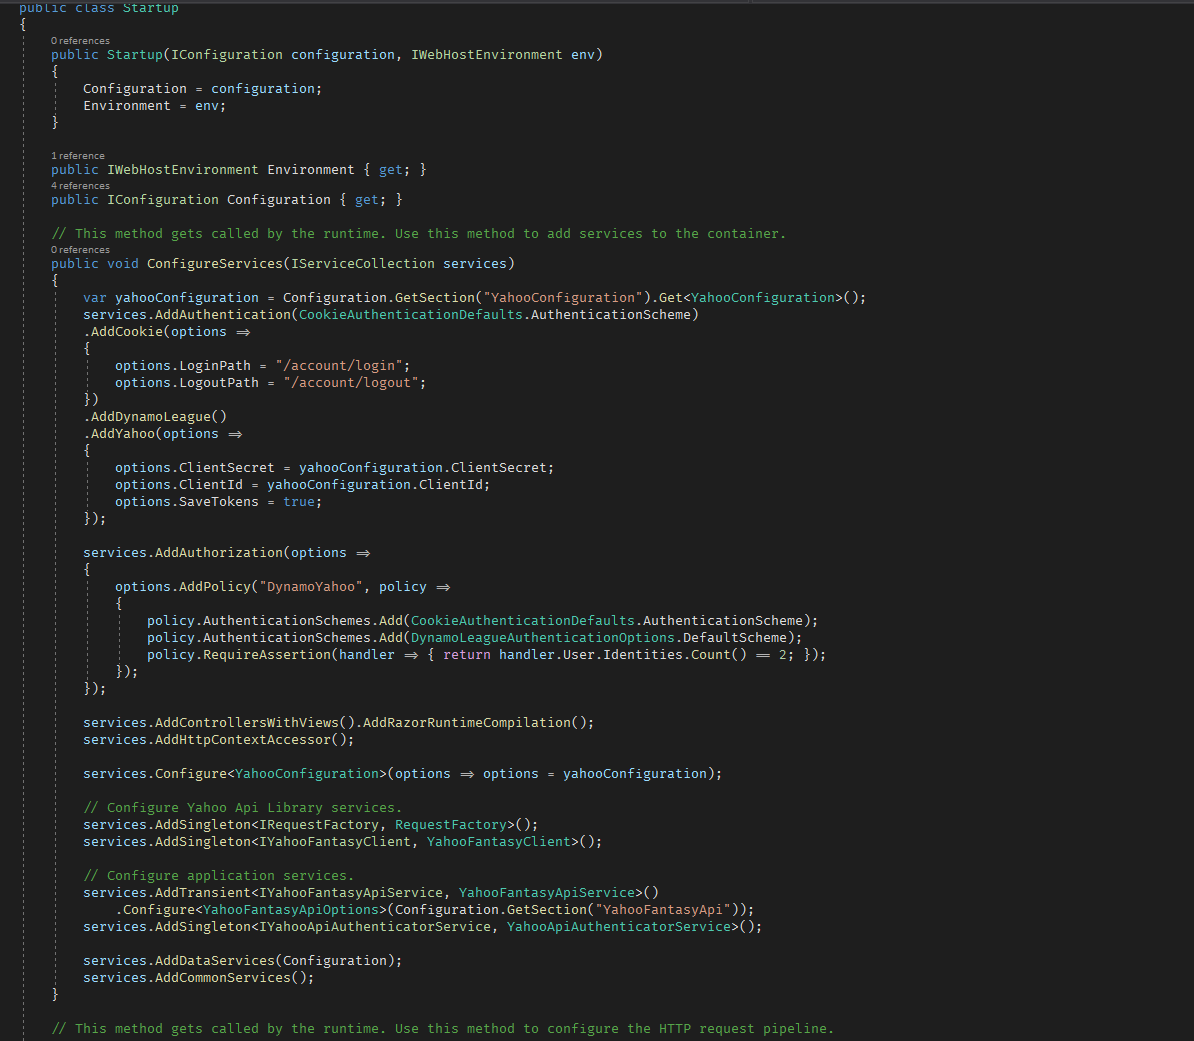 public class Startup
{
0 references
public Startup(IConfiguration configuration, IWebHostEnvironment env)
{
Configuration = configuration;
Environment = env;
}
1 reference
public IWebHostEnvironment Environment { get; }
4 references
public IConfiguration Configuration { get; }
// This method gets called by the runtime. Use this method to add services to the container.
0 references
public void ConfigureServices(IServiceCollection services)
{
var yahooConfiguration = Configuration.GetSection("YahooConfiguration").Get<YahooConfiguration>();
services.AddAuthentication(CookieAuthenticationDefaults.AuthenticationScheme)
.AddCookie(options =>
{
options.LoginPath = "/account/login";
options.LogoutPath = "/account/logout";
})
.AddDynamoLeague()
.AddYahoo(options =>
{
options.ClientSecret = yahooConfiguration.ClientSecret;
options.ClientId = yahooConfiguration.ClientId;
options.SaveTokens = true;
});
services.AddAuthorization(options =>
{
options.AddPolicy("DynamoYahoo", policy =>
{
policy.AuthenticationSchemes.Add(CookieAuthenticationDefaults.AuthenticationScheme);
policy.AuthenticationSchemes.Add(DynamoLeagueAuthenticationOptions.DefaultScheme);
policy.RequireAssertion(handler => { return handler.User.Identities.Count() == 2; });
});
});
services.AddControllersWithViews().AddRazorRuntimeCompilation();
services.AddHttpContextAccessor();
services.Configure<YahooConfiguration>(options => options = yahooConfiguration);
// Configure Yahoo Api Library services.
services.AddSingleton<IRequestFactory, RequestFactory>();
services.AddSingleton<IYahooFantasyClient, YahooFantasyClient>();
// Configure application services.
services.AddTransient<IYahooFantasyApiService, YahooFantasyApiService>()
.Configure<YahooFantasyApiOptions>(Configuration.GetSection("YahooFantasyApi"));
services.AddSingleton<IYahooApiAuthenticatorService, YahooApiAuthenticatorService>();
services.AddDataServices(Configuration);
services.AddCommonServices();
}
// This method gets called by the runtime. Use this method to configure the HTTP request pipeline.